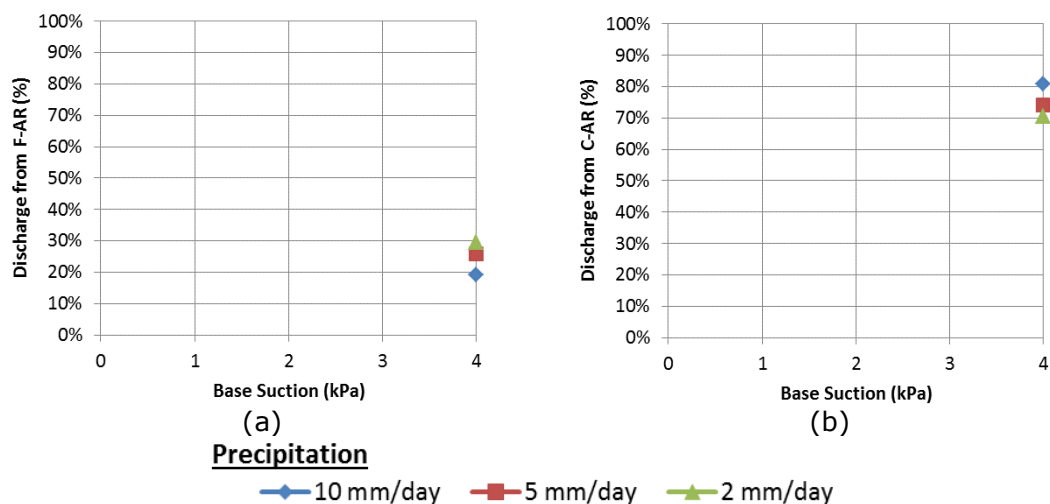 100%
90%
80%
70%
60%
50%
40%
30%
20%
10%
0%
Discharge from F-AR (%)
0 1 2 3 4
Base Suction (kPa)
(a)
100%
90%
80%
70%
60%
50%
40%
30%
20%
10%
0%
Discharge from C-AR (%)
0 1 2 3 4
Base Suction (kPa)
(b)
Precipitation
10 mm/day 5 mm/day 2 mm/day